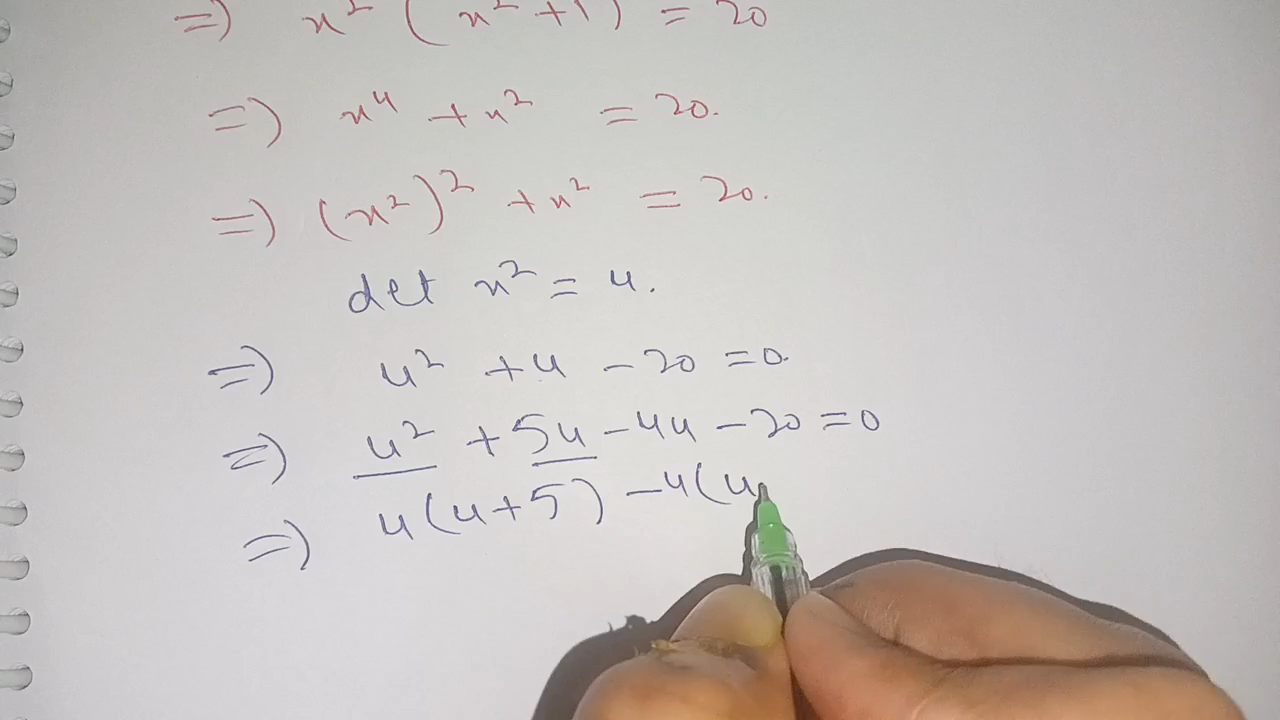 => x² (x² + 1) = 20
=> x⁴ + x² = 20.
=> (x²)² + x² = 20.
let x² = u.
=> u² + u - 20 = 0.
=> u² + 5u - 4u - 20 = 0
=> u(u+5) - 4(u